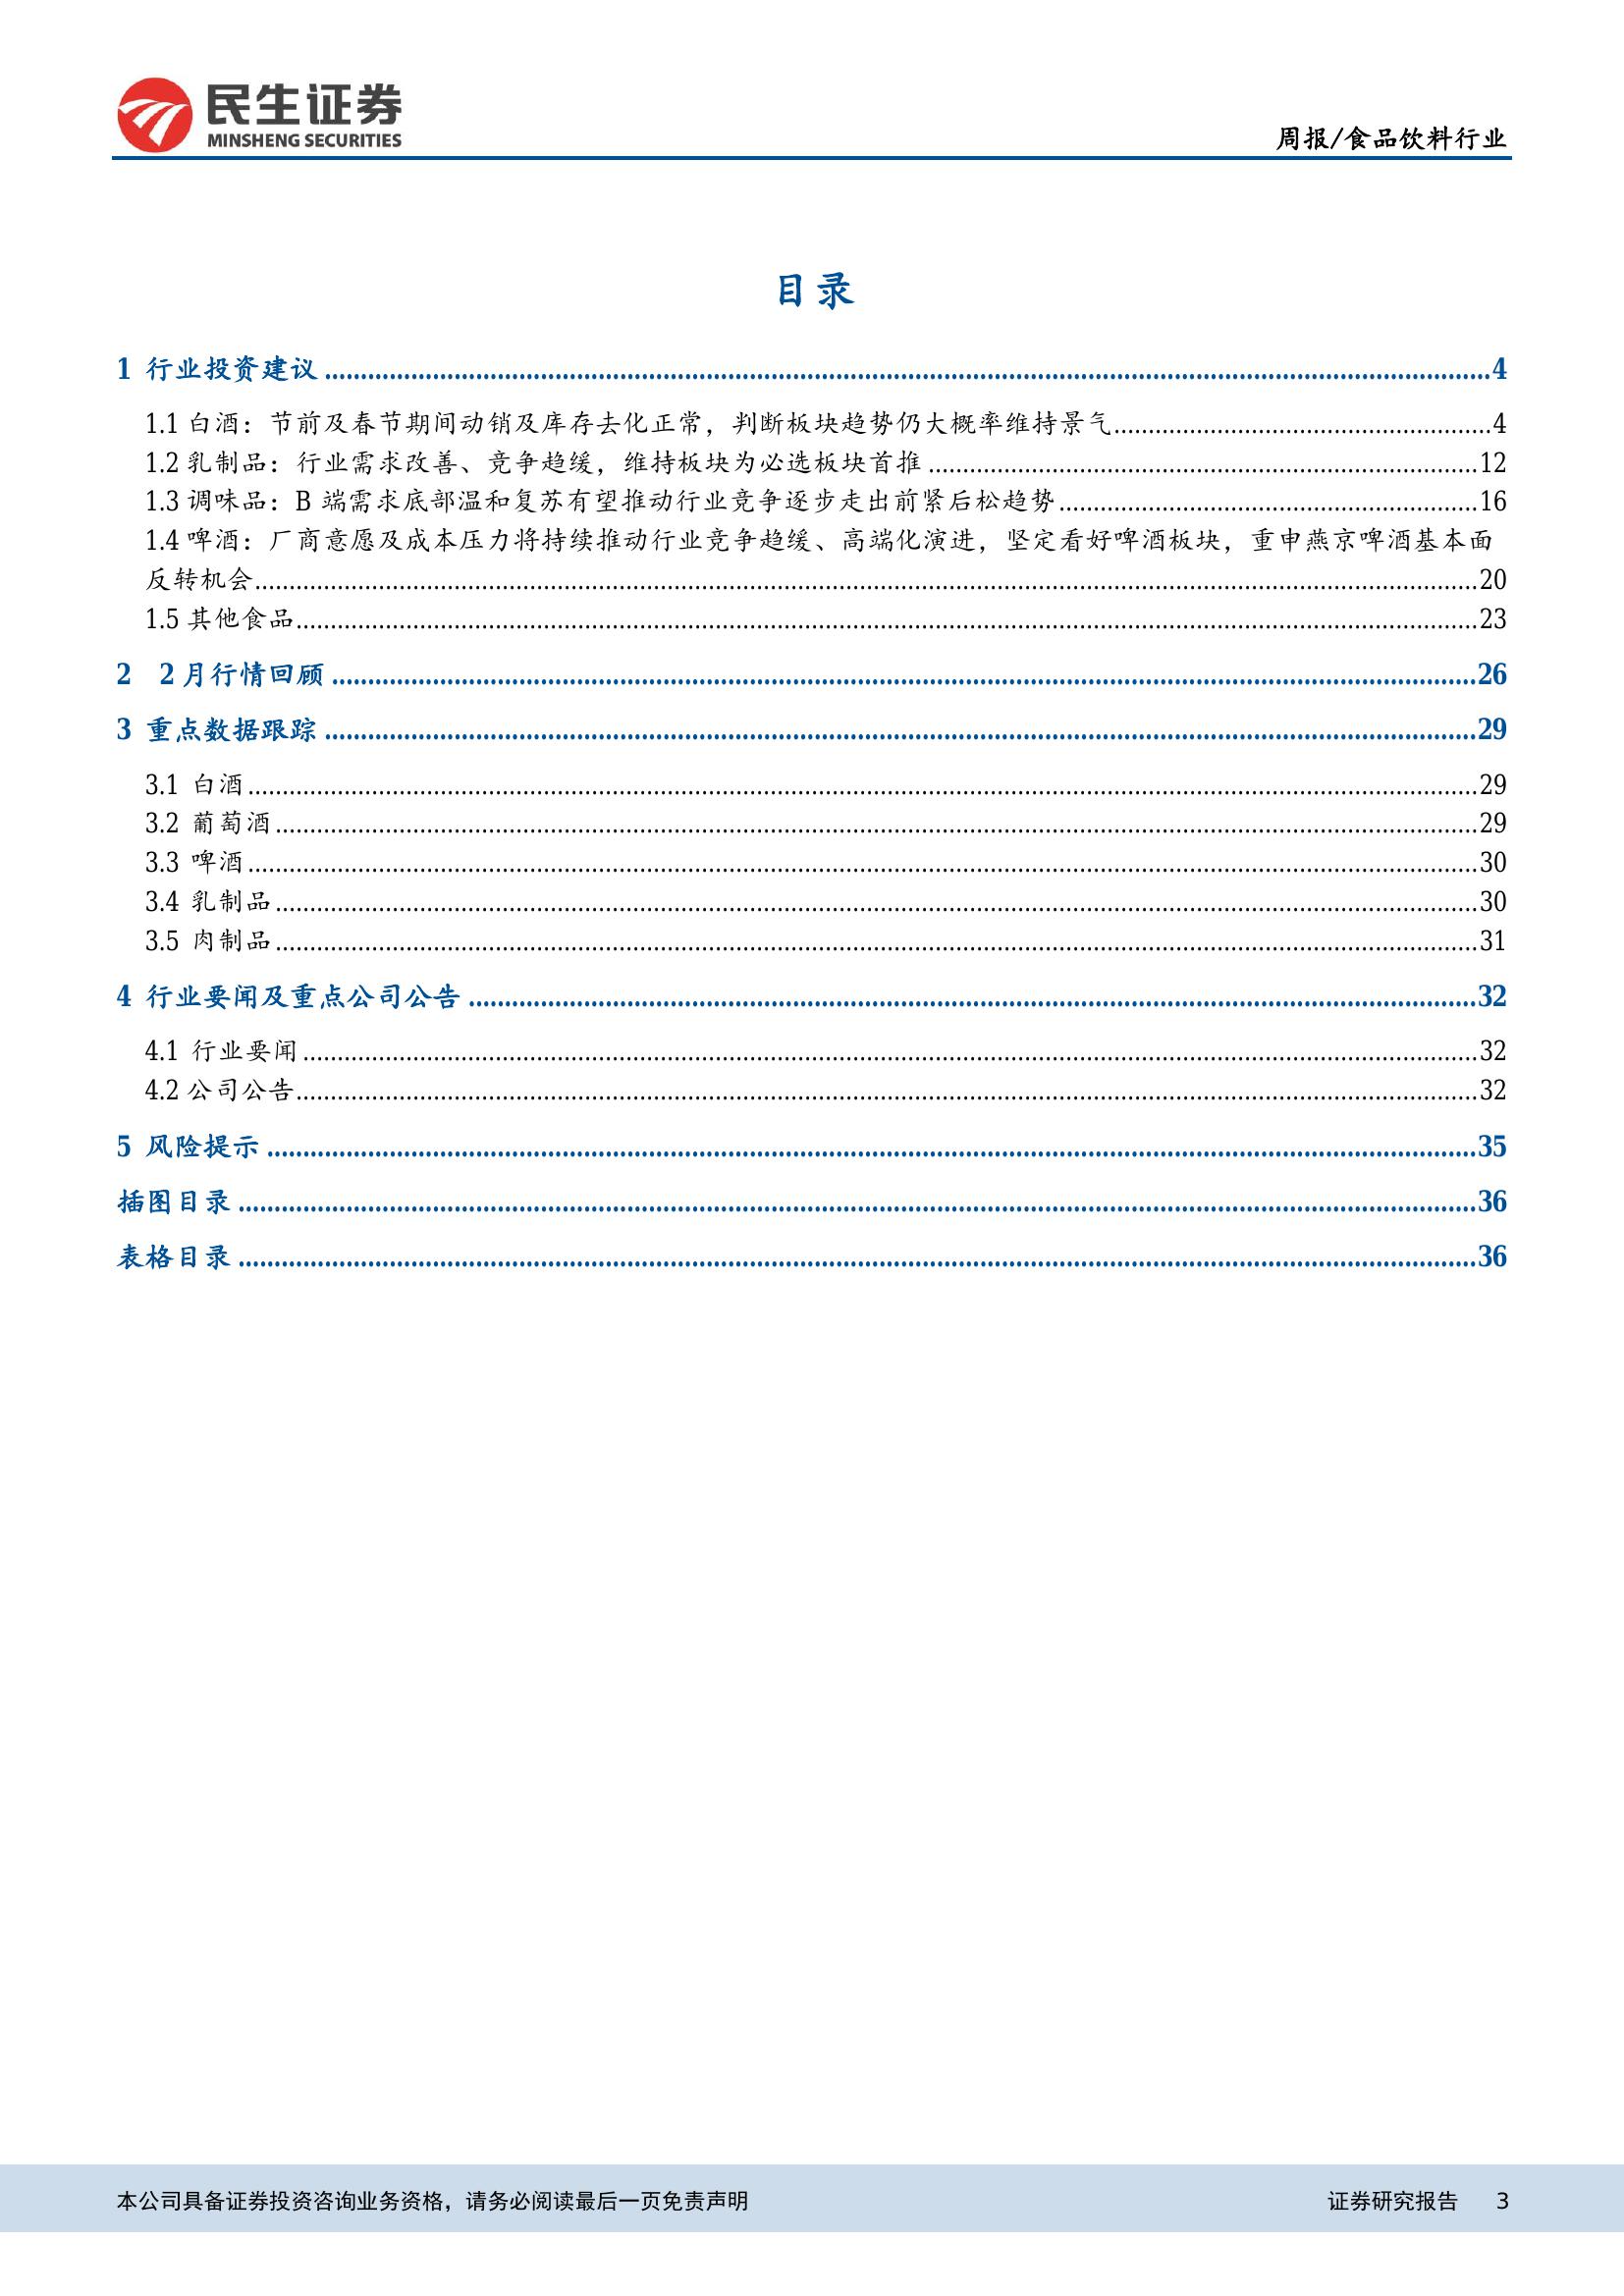 民生证券
MINSHENG SECURITIES
周报/食品饮料行业
目录
1 行业投资建议 ........ 4
1.1 白酒：节前及春节期间动销及库存去化正常，判断板块趋势仍大概率维持景气 ........ 4
1.2 乳制品：行业需求改善、竞争趋缓，维持板块为必选板块首推 ........ 12
1.3 调味品：B 端需求底部温和复苏有望推动行业竞争逐步走出前紧后松趋势 ........ 16
1.4 啤酒：厂商意愿及成本压力将持续推动行业竞争趋缓、高端化演进，坚定看好啤酒板块，重申燕京啤酒基本面
反转机会 ........ 20
1.5 其他食品 ........ 23
2 2 月行情回顾 ........ 26
3 重点数据跟踪 ........ 29
3.1 白酒 ........ 29
3.2 葡萄酒 ........ 29
3.3 啤酒 ........ 30
3.4 乳制品 ........ 30
3.5 肉制品 ........ 31
4 行业要闻及重点公司公告 ........ 32
4.1 行业要闻 ........ 32
4.2 公司公告 ........ 32
5 风险提示 ........ 35
插图目录 ........ 36
表格目录 ........ 36
本公司具备证券投资咨询业务资格，请务必阅读最后一页免责声明
证券研究报告 3